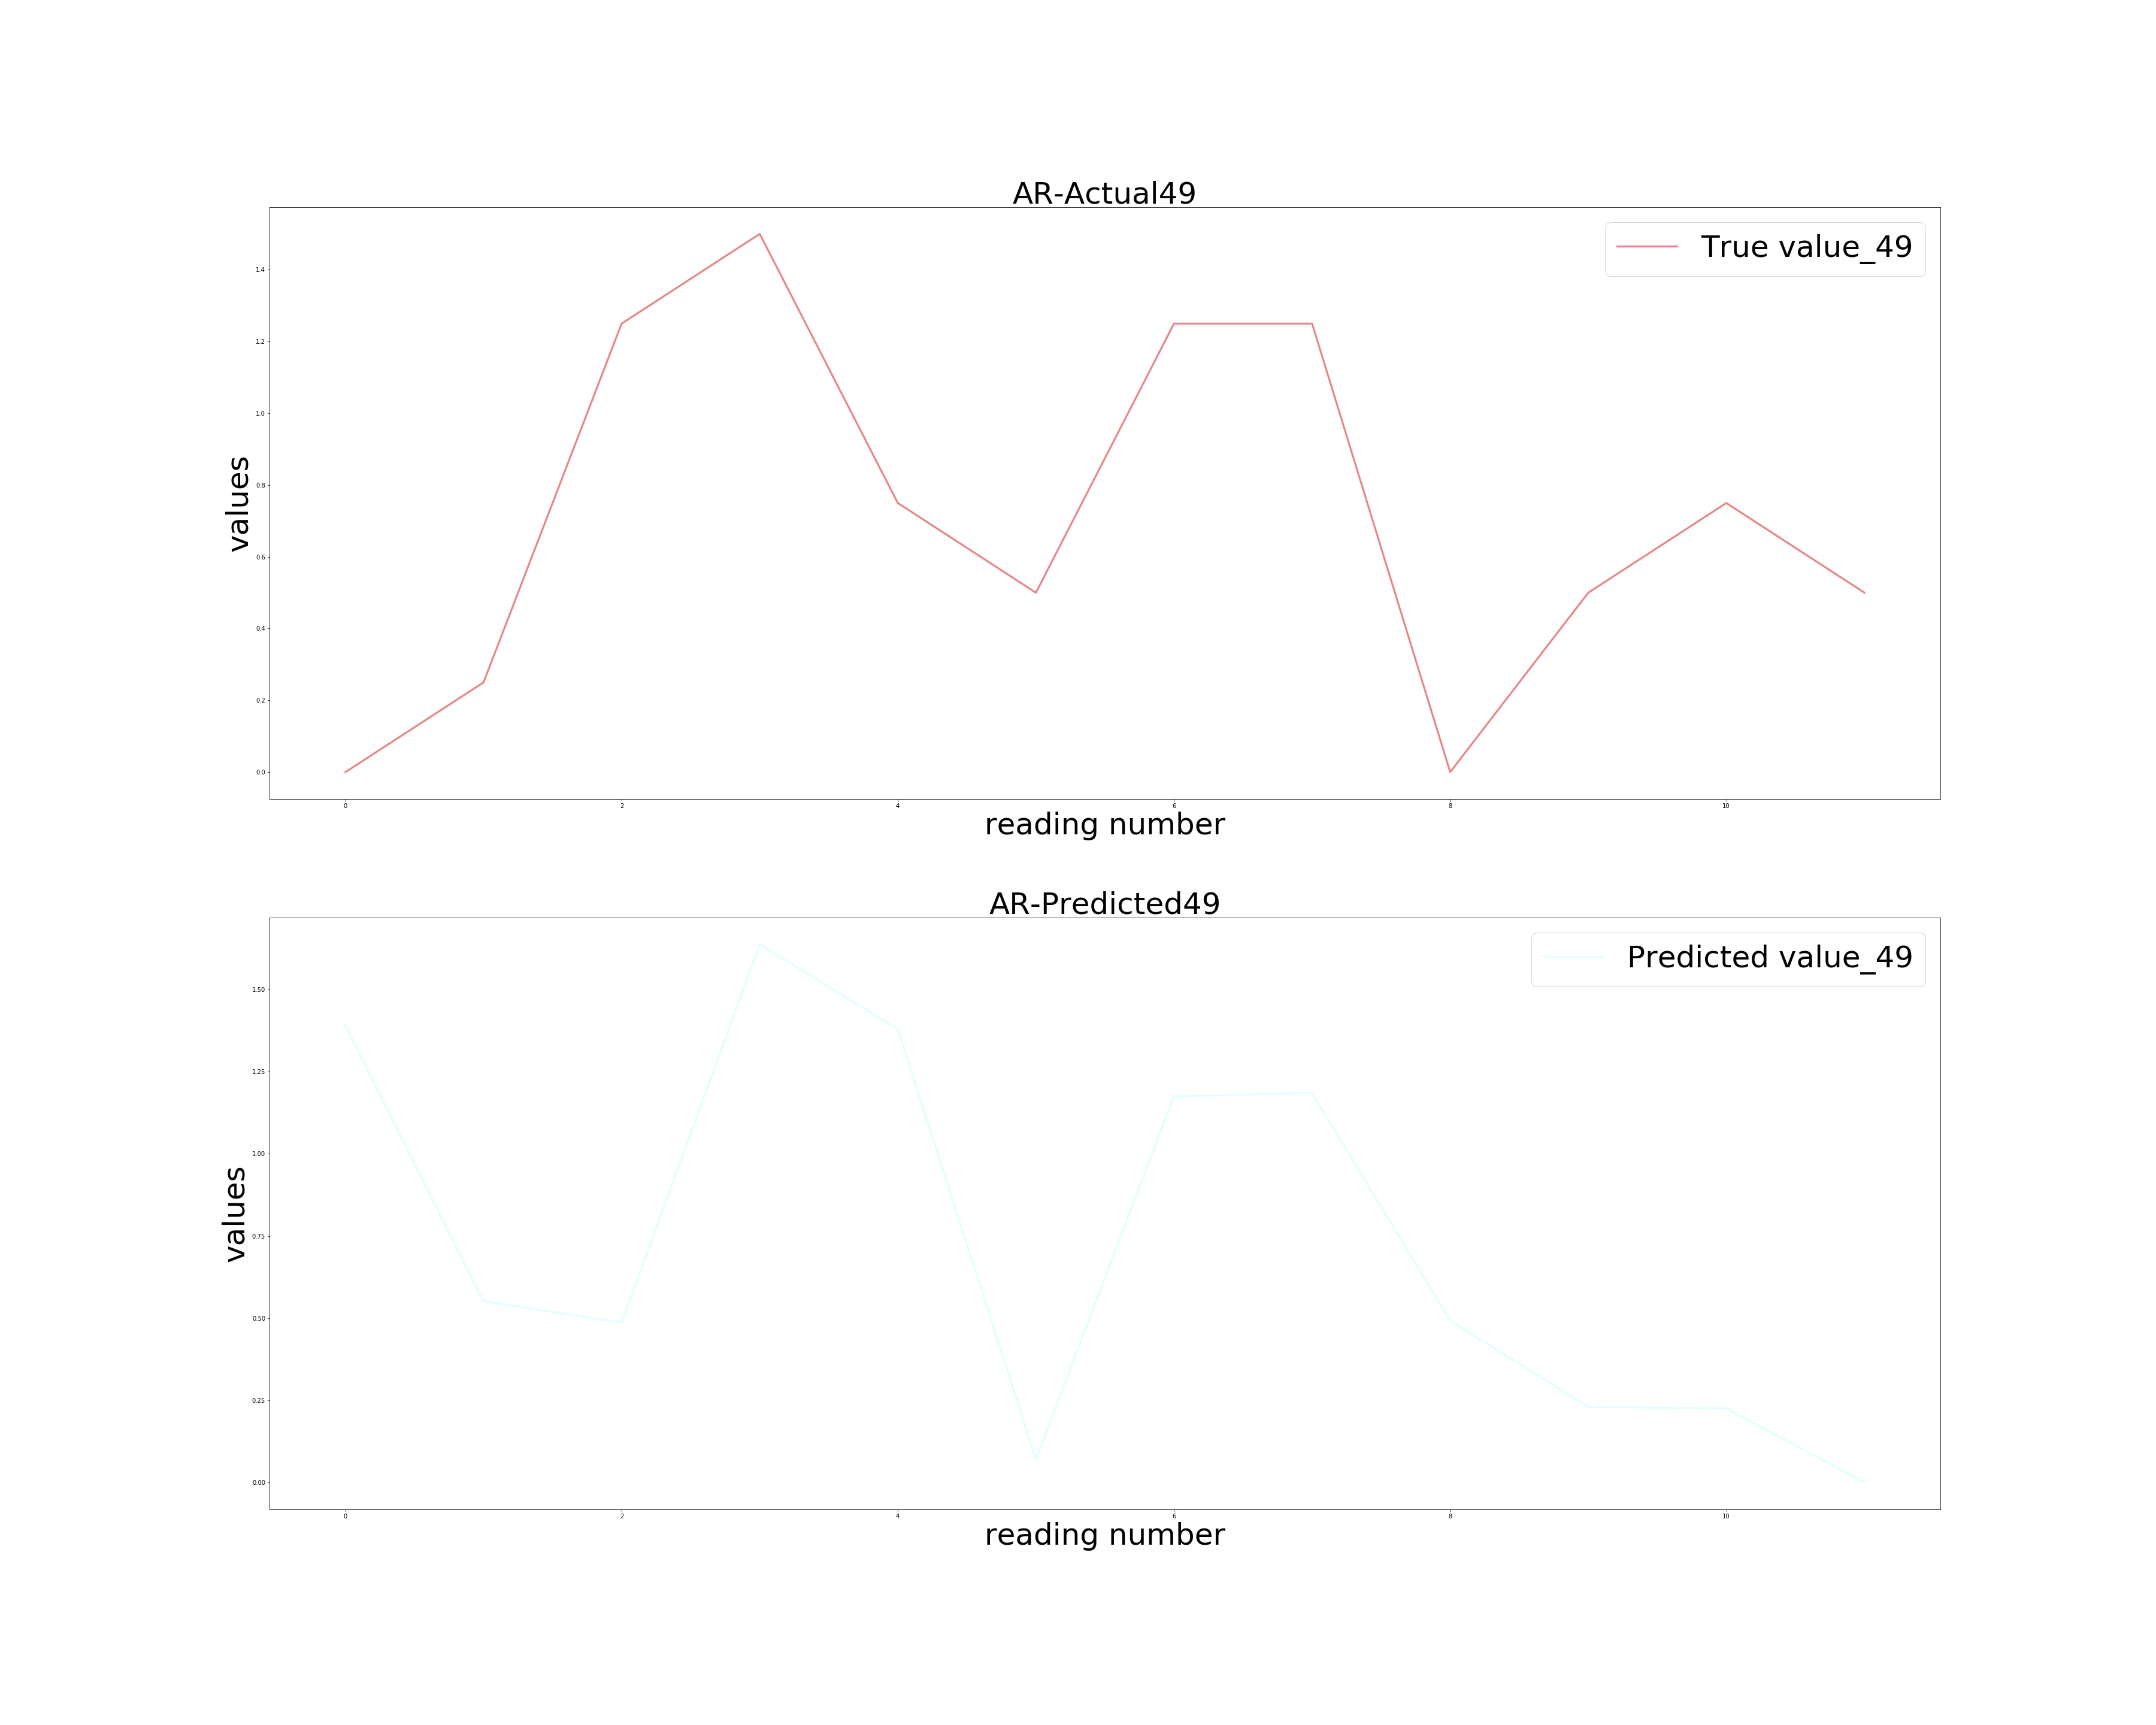 AR-Actual49
True value_49
1.4
1.2
1.0
0.8
0.6
0.4
0.2
0.0
values
0 2 4 6 8 10
reading number
AR-Predicted49
Predicted value_49
1.50
1.25
1.00
0.75
0.50
0.25
0.00
values
0 2 4 6 8 10
reading number